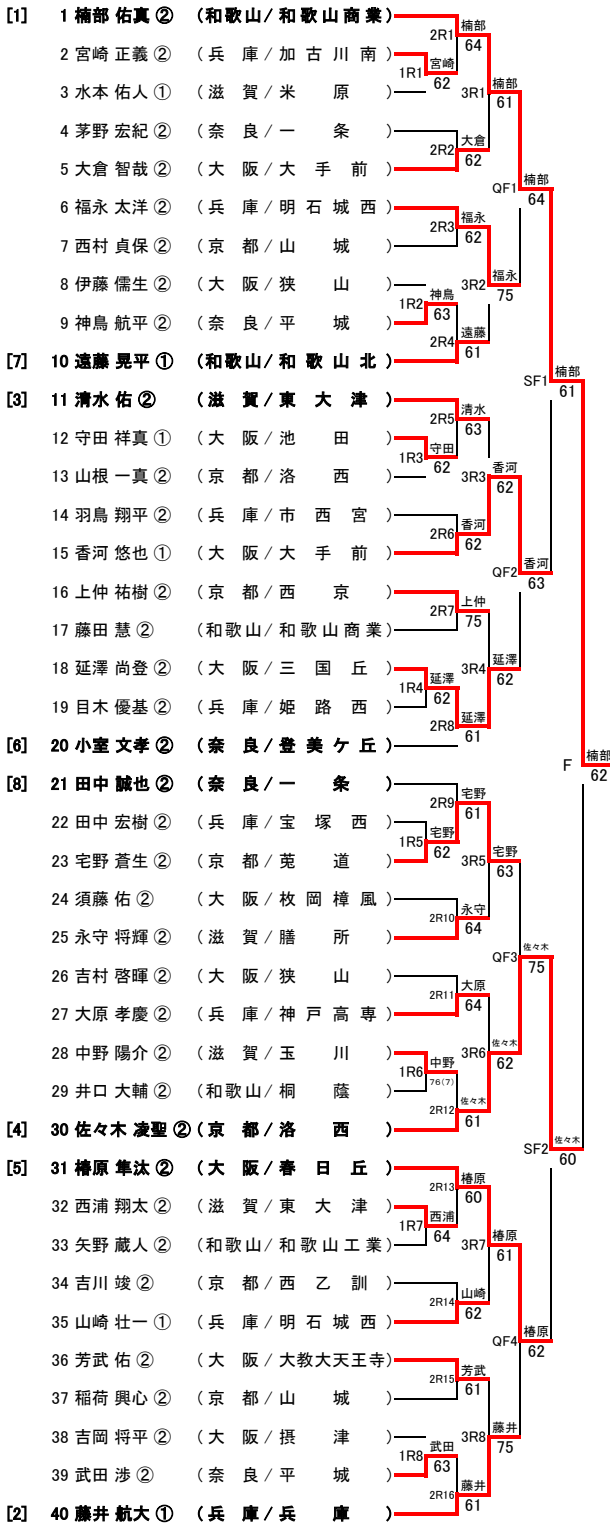 [1] 1 楠部 佑真 ② (和歌山/和歌山商業)
2 宮崎 正義 ② (兵 庫/加古川南)
3 水本 佑人 ① (滋 賀/米 原)
4 茅野 宏紀 ② (奈 良/一 条)
5 大倉 智哉 ② (大 阪/大 手 前)
6 福永 太洋 ② (兵 庫/明石城西)
7 西村 貞保 ② (京 都/山 城)
8 伊藤 儒生 ② (大 阪/狭 山)
9 神鳥 航平 ② (奈 良/平 城)
[7] 10 遠藤 晃平 ① (和歌山/和 歌 山 北)
[3] 11 清水 佑 ② (滋 賀/東 大 津)
12 守田 祥真 ① (大 阪/池 田)
13 山根 一真 ② (京 都/洛 西)
14 羽鳥 翔平 ② (兵 庫/市 西 宮)
15 香河 悠也 ① (大 阪/大 手 前)
16 上仲 祐樹 ② (京 都/西 京)
17 藤田 慧 ② (和歌山/和歌山商業)
18 延澤 尚登 ② (大 阪/三 国 丘)
19 目木 優基 ② (兵 庫/姫 路 西)
[6] 20 小室 文孝 ② (奈 良/登 美 ケ 丘)
[8] 21 田中 誠也 ② (奈 良/一 条)
22 田中 宏樹 ② (兵 庫/宝 塚 西)
23 宅野 蒼生 ② (京 都/莵 道)
24 須藤 佑 ② (大 阪/枚 岡 樟 風)
25 永守 将輝 ② (滋 賀/膳 所)
26 吉村 啓暉 ② (大 阪/狭 山)
27 大原 孝慶 ② (兵 庫/神 戸 高 専)
28 中野 陽介 ② (滋 賀/玉 川)
29 井口 大輔 ② (和歌山/桐 蔭)
[4] 30 佐々木 凌聖 ② (京 都/洛 西)
[5] 31 椿原 隼汰 ② (大 阪/春 日 丘)
32 西浦 翔太 ② (滋 賀/東 大 津)
33 矢野 蔵人 ② (和歌山/和歌山工業)
34 吉川 竣 ② (京 都/西 乙 訓)
35 山崎 壮一 ① (兵 庫/明 石 城 西)
36 芳武 佑 ② (大 阪/大教大天王寺)
37 稲荷 興心 ② (京 都/山 城)
38 吉岡 将平 ② (大 阪/摂 津)
39 武田 渉 ② (奈 良/平 城)
[2] 40 藤井 航大 ① (兵 庫/兵 庫)
1R1 宮崎 62
1R2 神鳥 63
1R3 守田 62
1R4 延澤 62
1R5 宅野 62
1R6 中野 76(7)
1R7 西浦 64
1R8 武田 63
2R1 楠部 64
2R2 大倉 62
2R3 福永 62
2R4 遠藤 61
2R5 清水 63
2R6 香河 62
2R7 上仲 75
2R8 延澤 61
2R9 宅野 61
2R10 永守 64
2R11 大原 64
2R12 佐々木 61
2R13 椿原 60
2R14 山崎 62
2R15 芳武 61
2R16 藤井 61
3R1 楠部 61
3R2 福永 75
3R3 香河 62
3R4 延澤 62
3R5 宅野 63
3R6 佐々木 62
3R7 椿原 61
3R8 藤井 75
QF1 楠部 64
QF2 香河 63
QF3 佐々木 75
QF4 椿原 62
SF1 楠部 61
SF2 佐々木 60
F 楠部 62